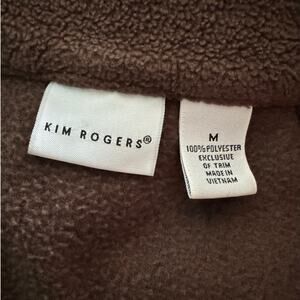 KIM ROGERS®
M
100% POLYESTER
EXCLUSIVE
OF TRIM
MADE IN
VIETNAM